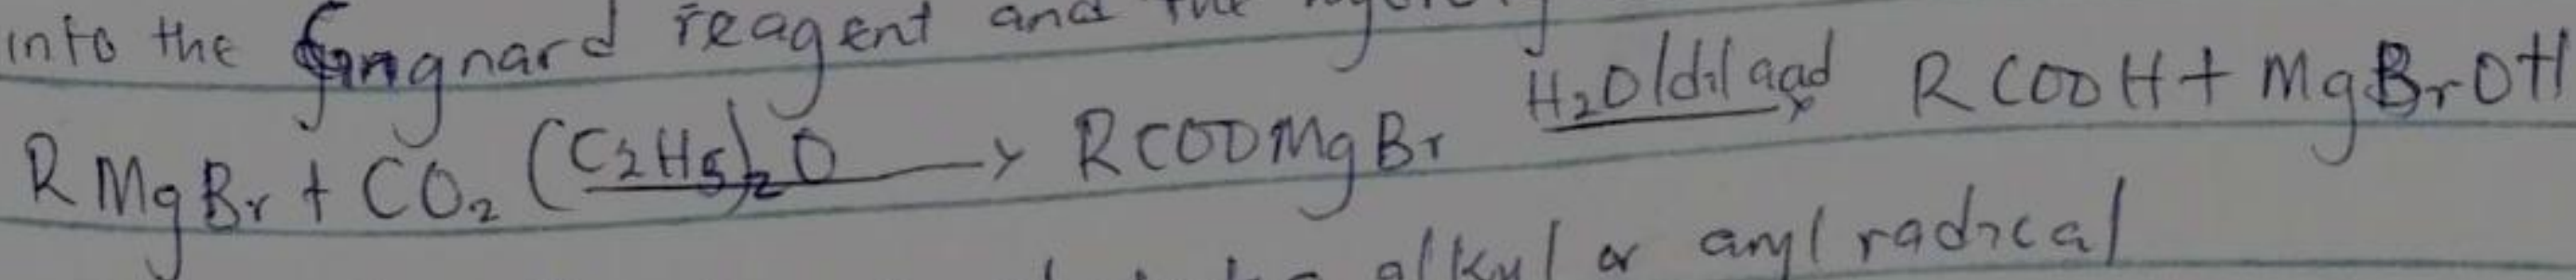 into the Grignard reagent and the
RMgBr + CO₂ (C₂H₅)₂O → RCOOMgBr H₂O/dil acid → RCOOH + MgBrOH
alkyl or aryl radical